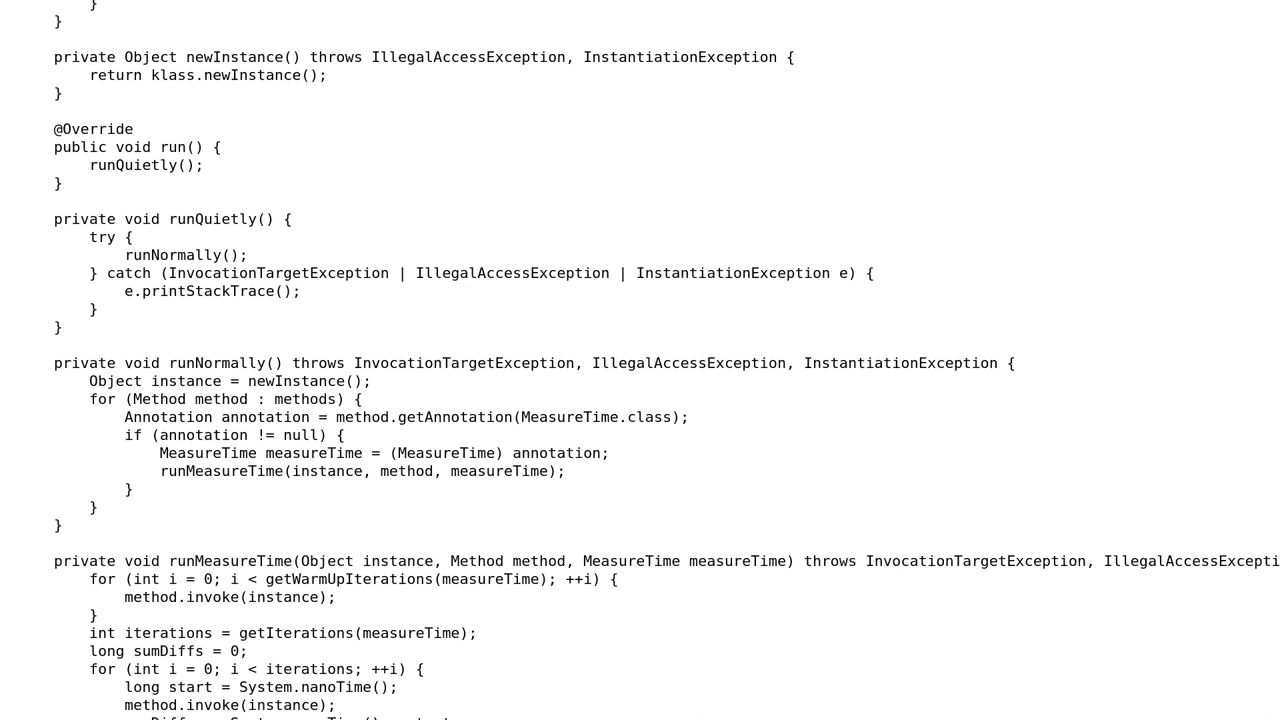 }
    }

    private Object newInstance() throws IllegalAccessException, InstantiationException {
        return klass.newInstance();
    }

    @Override
    public void run() {
        runQuietly();
    }

    private void runQuietly() {
        try {
            runNormally();
        } catch (InvocationTargetException | IllegalAccessException | InstantiationException e) {
            e.printStackTrace();
        }
    }

    private void runNormally() throws InvocationTargetException, IllegalAccessException, InstantiationException {
        Object instance = newInstance();
        for (Method method : methods) {
            Annotation annotation = method.getAnnotation(MeasureTime.class);
            if (annotation != null) {
                MeasureTime measureTime = (MeasureTime) annotation;
                runMeasureTime(instance, method, measureTime);
            }
        }
    }

    private void runMeasureTime(Object instance, Method method, MeasureTime measureTime) throws InvocationTargetException, IllegalAccessExcepti
        for (int i = 0; i < getWarmUpIterations(measureTime); ++i) {
            method.invoke(instance);
        }
        int iterations = getIterations(measureTime);
        long sumDiffs = 0;
        for (int i = 0; i < iterations; ++i) {
            long start = System.nanoTime();
            method.invoke(instance);